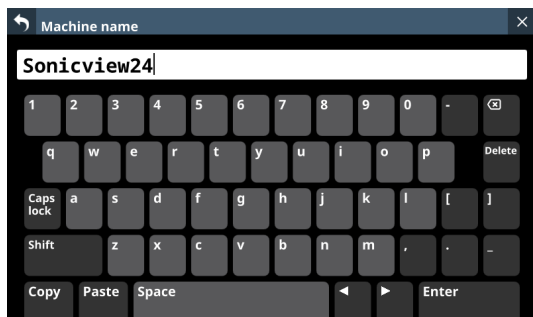 Machine name
Sonicview24
1 2 3 4 5 6 7 8 9 0 -
q w e r t y u i o p Delete
Caps lock a s d f g h j k l [ ]
Shift z x c v b n m , . _
Copy Paste Space ◀ ▶ Enter